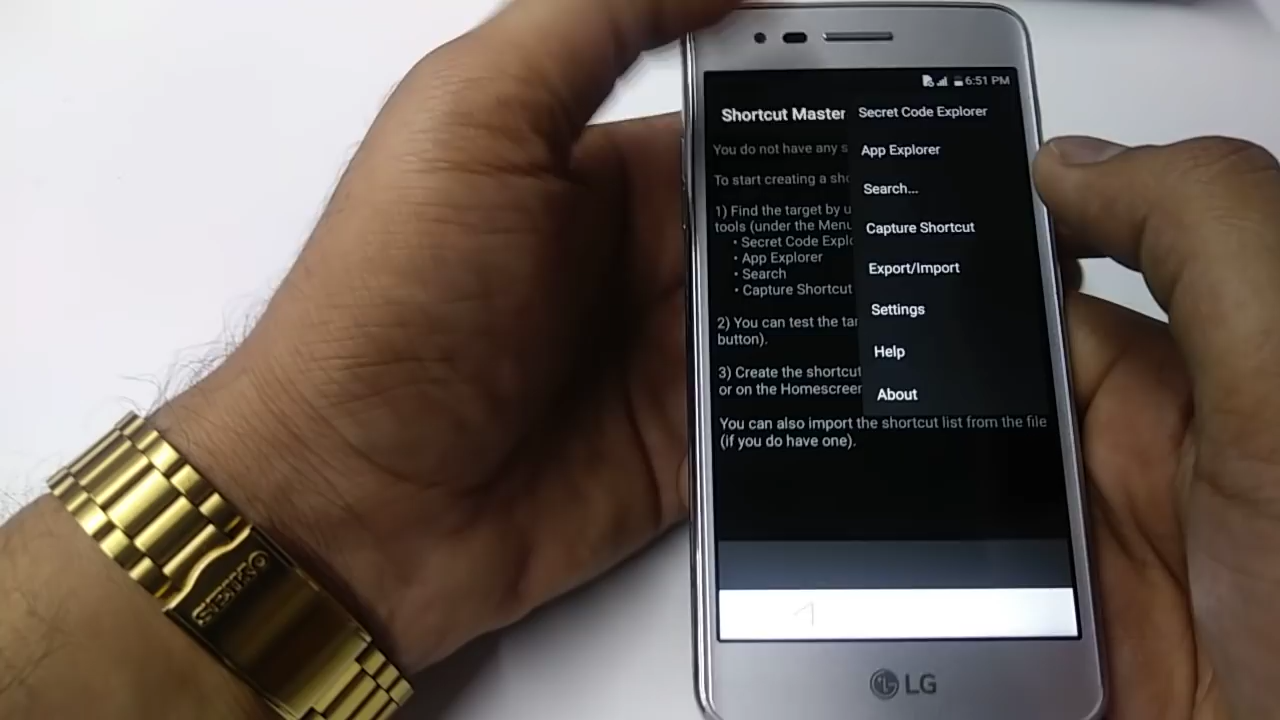 6:51 PM
Shortcut Master
Secret Code Explorer
You do not have any s
App Explorer
To start creating a sho
Search...
1) Find the target by u
tools (under the Menu
Capture Shortcut
• Secret Code Explo
• App Explorer
Export/Import
• Search
• Capture Shortcut
Settings
2) You can test the tar
button).
Help
3) Create the shortcut
or on the Homescreen
About
You can also import the shortcut list from the file
(if you do have one).
LG
SEIKO